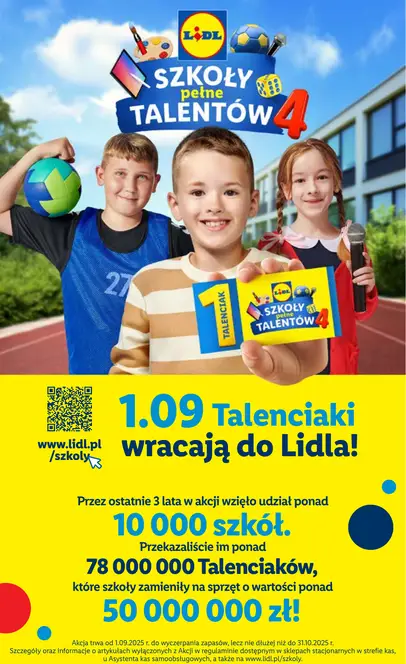 LIDL
SZKOŁY
pełne
TALENTÓW 4
27
1
TALENCIAK
LIDL
SZKOŁY
pełne
TALENTÓW 4
1.09 Talenciaki
wracają do Lidla!
www.lidl.pl
/szkoly
Przez ostatnie 3 lata w akcji wzięło udział ponad
10 000 szkół.
Przekazaliście im ponad
78 000 000 Talenciaków,
które szkoły zamieniły na sprzęt o wartości ponad
50 000 000 zł!
Akcja trwa od 1.09.2025 r. do wyczerpania zapasów, lecz nie dłużej niż do 31.10.2025 r.
Szczegóły oraz informacje o artykułach wyłączonych z Akcji w regulaminie dostępnym w sklepach stacjonarnych w strefie kas,
u Asystenta kas samoobsługowych, a także na www.lidl.pl/szkoly.